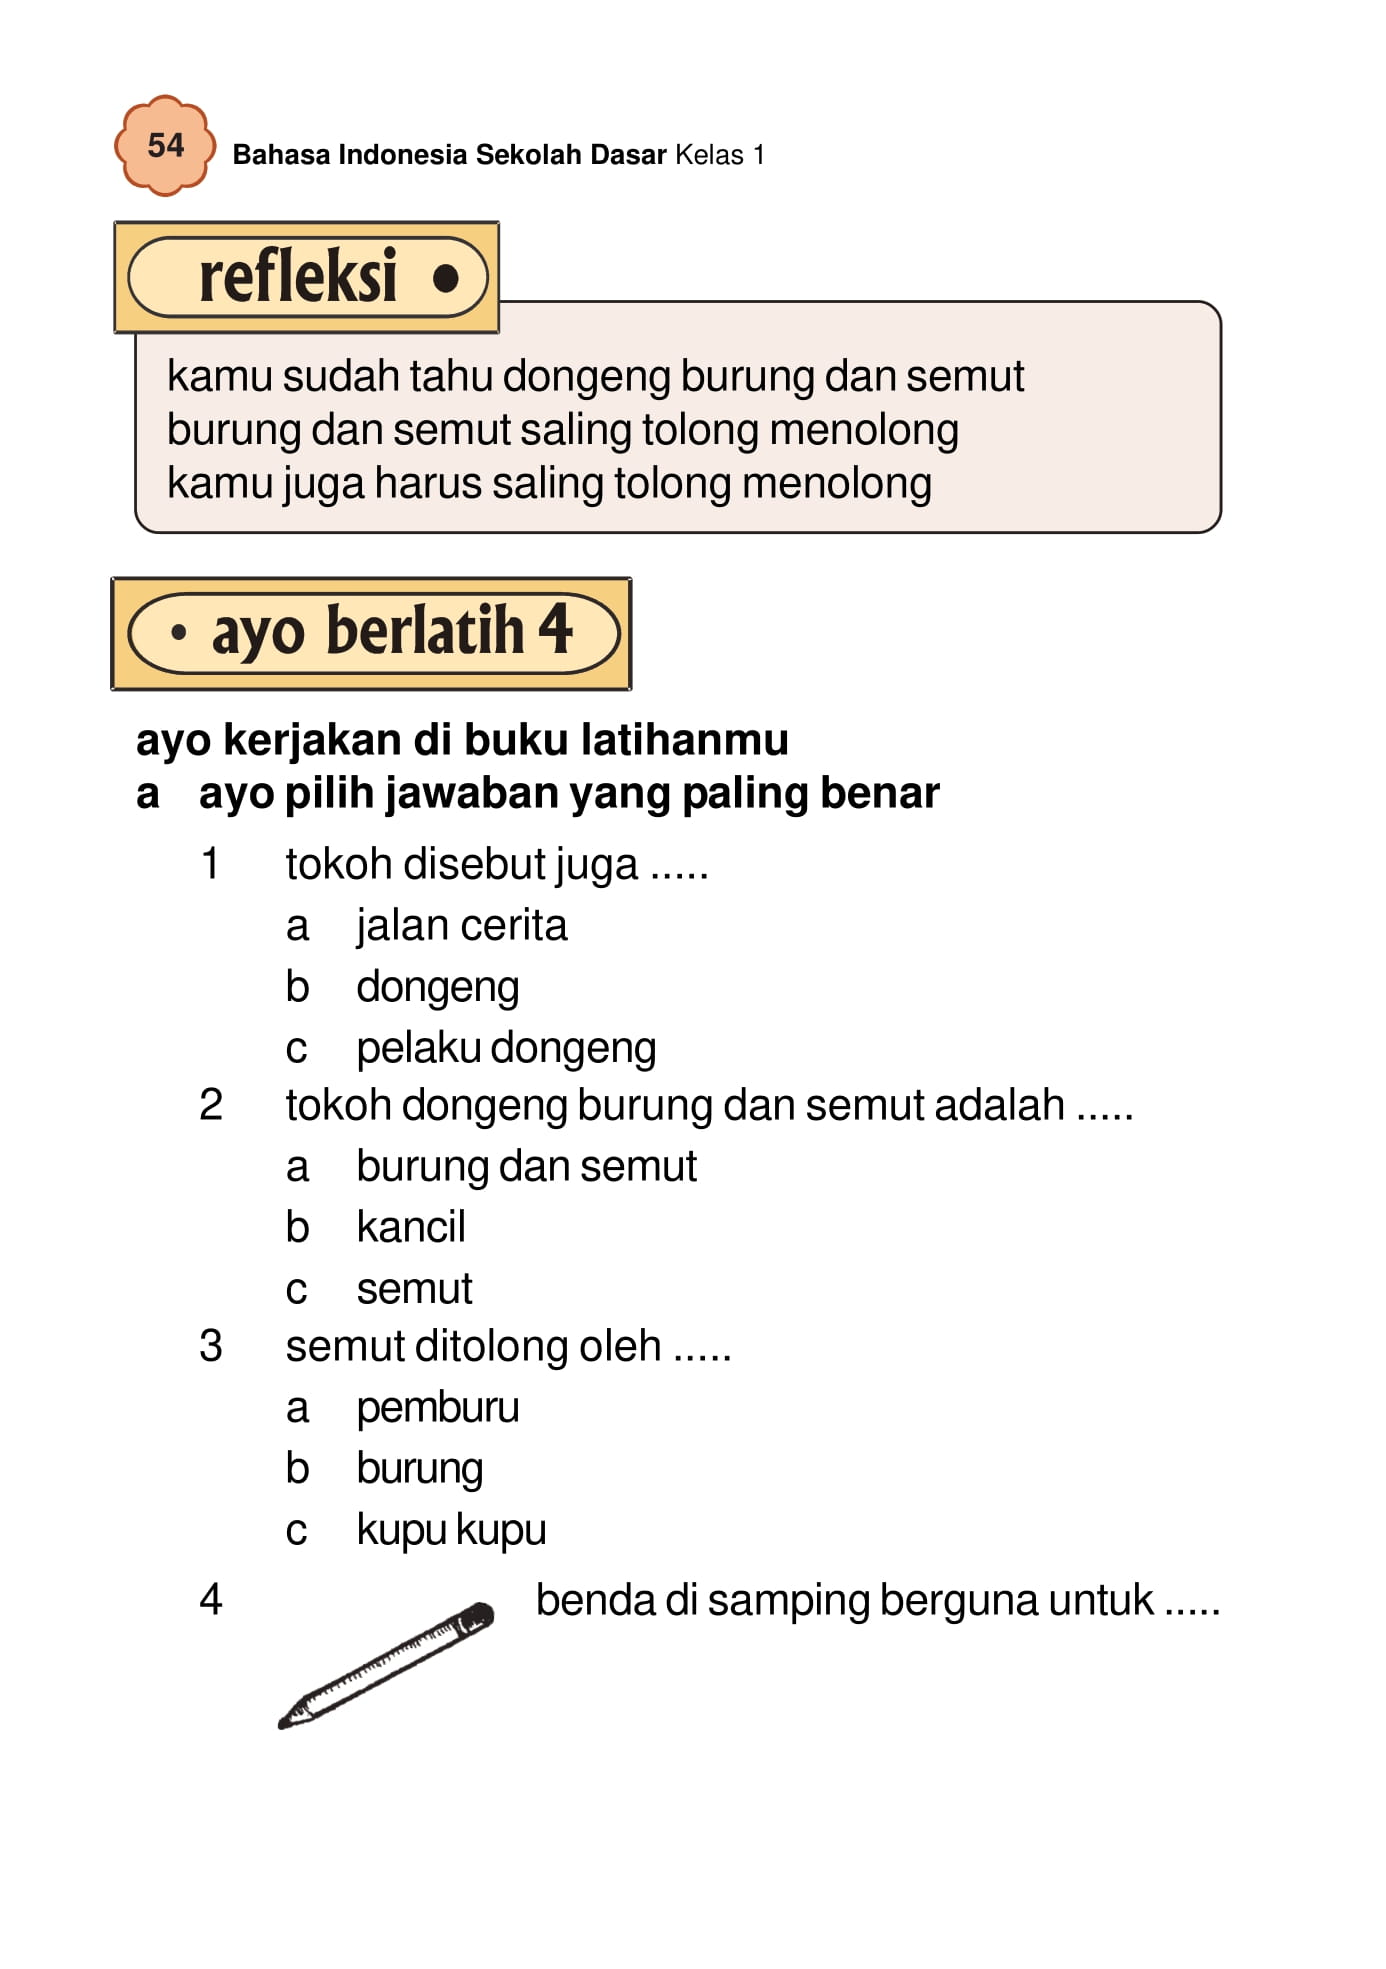 54
Bahasa Indonesia Sekolah Dasar Kelas 1
refleksi •
kamu sudah tahu dongeng burung dan semut
burung dan semut saling tolong menolong
kamu juga harus saling tolong menolong
• ayo berlatih 4
ayo kerjakan di buku latihanmu
a ayo pilih jawaban yang paling benar
1 tokoh disebut juga .....
a jalan cerita
b dongeng
c pelaku dongeng
2 tokoh dongeng burung dan semut adalah .....
a burung dan semut
b kancil
c semut
3 semut ditolong oleh .....
a pemburu
b burung
c kupu kupu
4 benda di samping berguna untuk .....